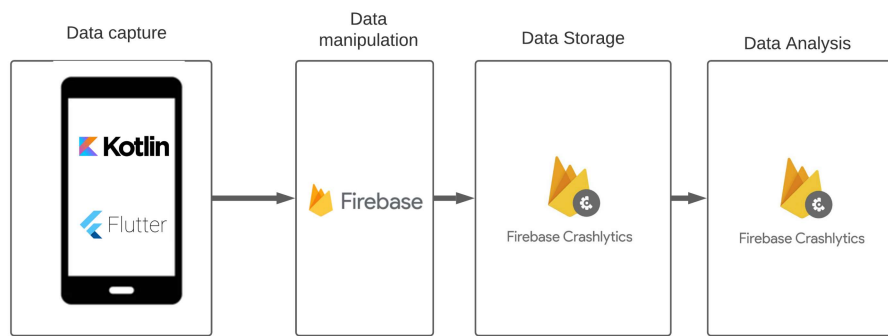 Data capture
Data
manipulation
Data Storage
Data Analysis
Kotlin
Flutter
Firebase
Firebase Crashlytics
Firebase Crashlytics